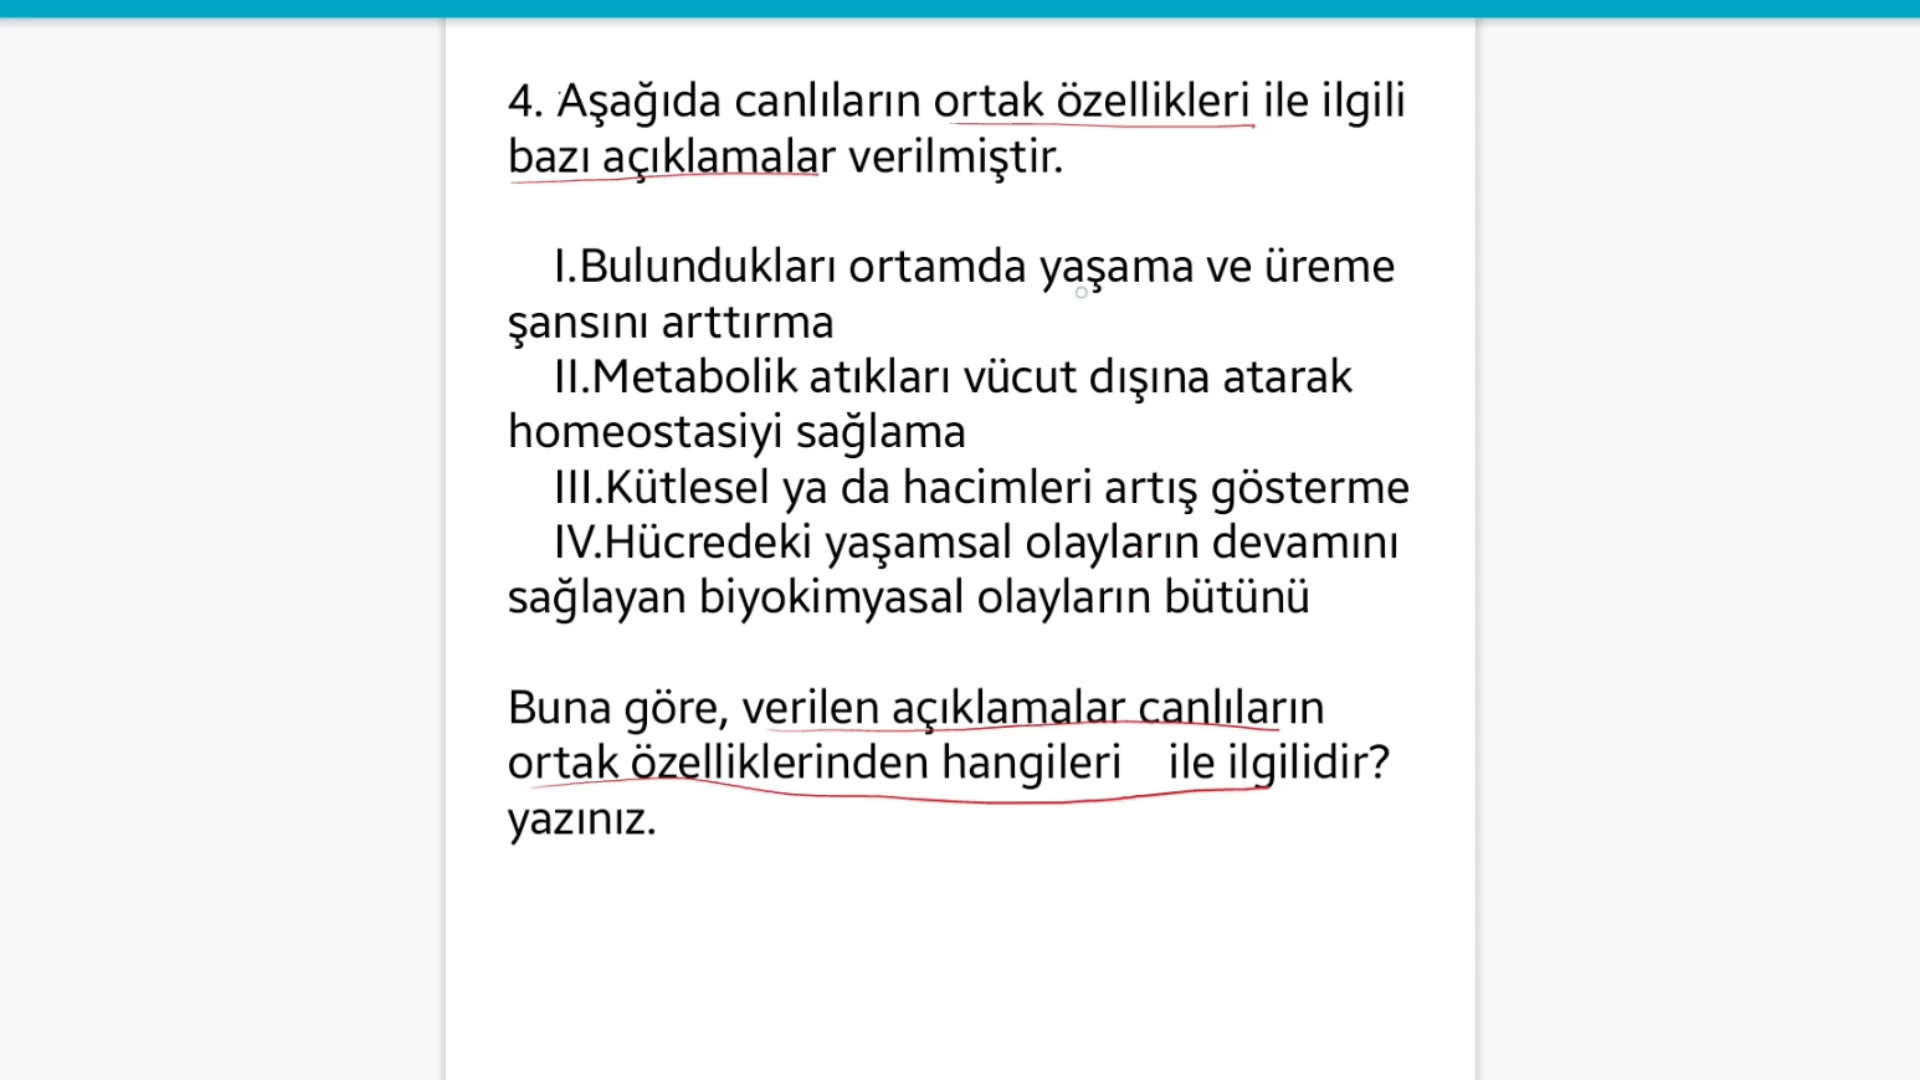 4. Aşağıda canlıların ortak özellikleri ile ilgili
bazı açıklamalar verilmiştir.
I.Bulundukları ortamda yaşama ve üreme
şansını arttırma
II.Metabolik atıkları vücut dışına atarak
homeostasiyi sağlama
III.Kütlesel ya da hacimleri artış gösterme
IV.Hücredeki yaşamsal olayların devamını
sağlayan biyokimyasal olayların bütünü
Buna göre, verilen açıklamalar canlıların
ortak özelliklerinden hangileri ile ilgilidir?
yazınız.